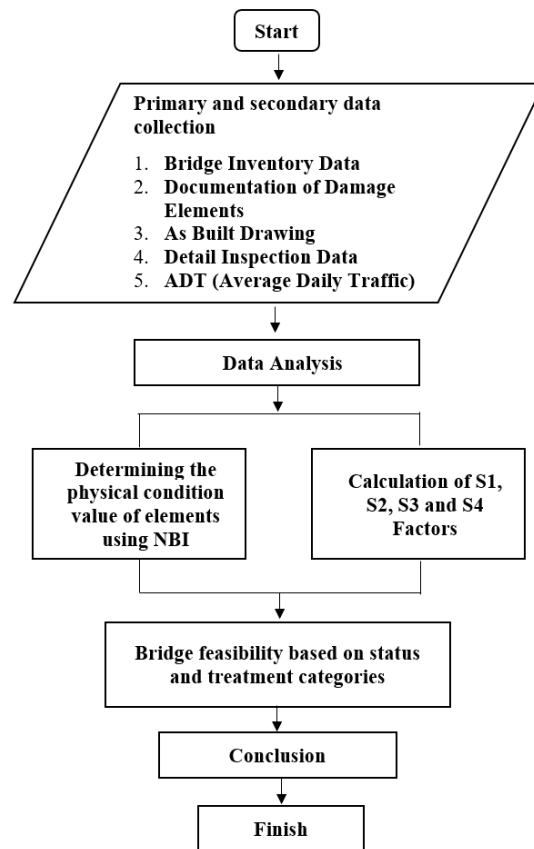 Start
Primary and secondary data
collection
1. Bridge Inventory Data
2. Documentation of Damage
Elements
3. As Built Drawing
4. Detail Inspection Data
5. ADT (Average Daily Traffic)
Data Analysis
Determining the
physical condition
value of elements
using NBI
Calculation of S1,
S2, S3 and S4
Factors
Bridge feasibility based on status
and treatment categories
Conclusion
Finish